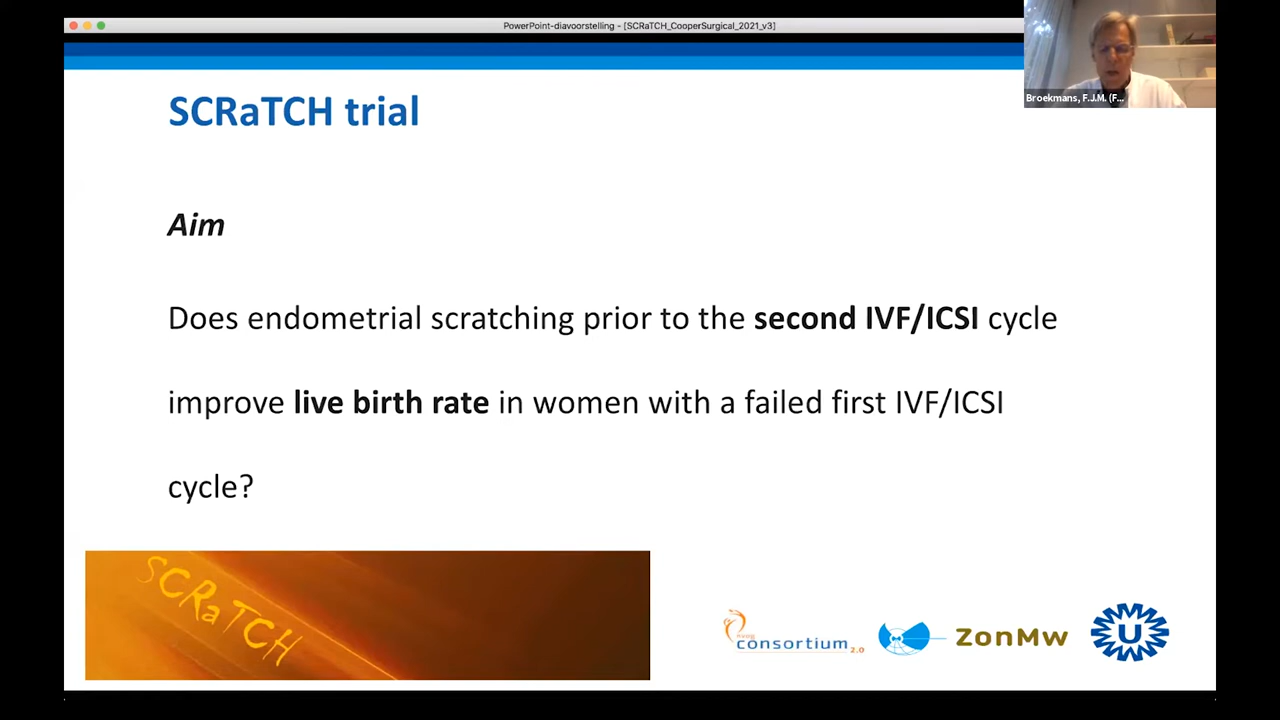 PowerPoint-diavoorstelling - [SCRaTCH_CooperSurgical_2021_v3]
Broekmans, F.J.M. (F...
SCRaTCH trial
Aim
Does endometrial scratching prior to the second IVF/ICSI cycle
improve live birth rate in women with a failed first IVF/ICSI
cycle?
SCRaTCH
nvog
consortium 2.0
ZonMw
U